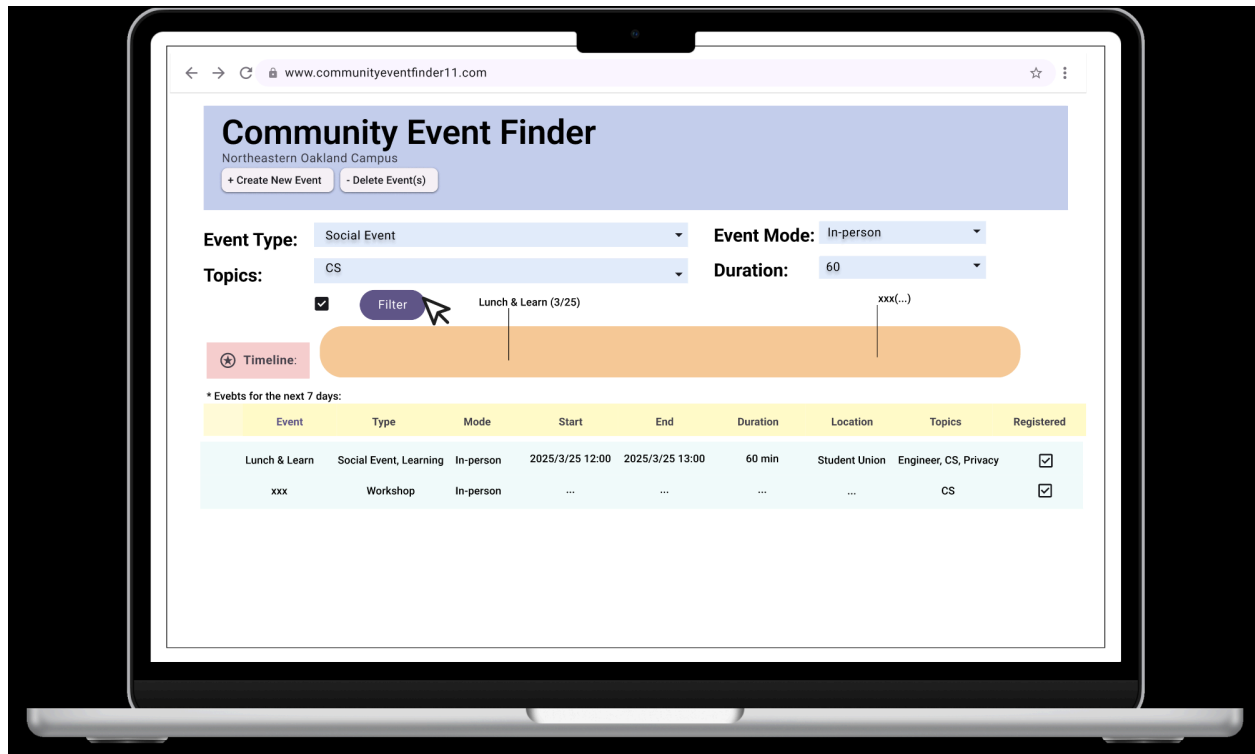 www.communityeventfinder11.com
Community Event Finder
Northeastern Oakland Campus
+ Create New Event - Delete Event(s)
Event Type: Social Event Event Mode: In-person
Topics: CS Duration: 60
Filter Lunch & Learn (3/25) xxx(...)
Timeline:
* Evebts for the next 7 days:
Event Type Mode Start End Duration Location Topics Registered
Lunch & Learn Social Event, Learning In-person 2025/3/25 12:00 2025/3/25 13:00 60 min Student Union Engineer, CS, Privacy
xxx Workshop In-person ... ... ... ... CS